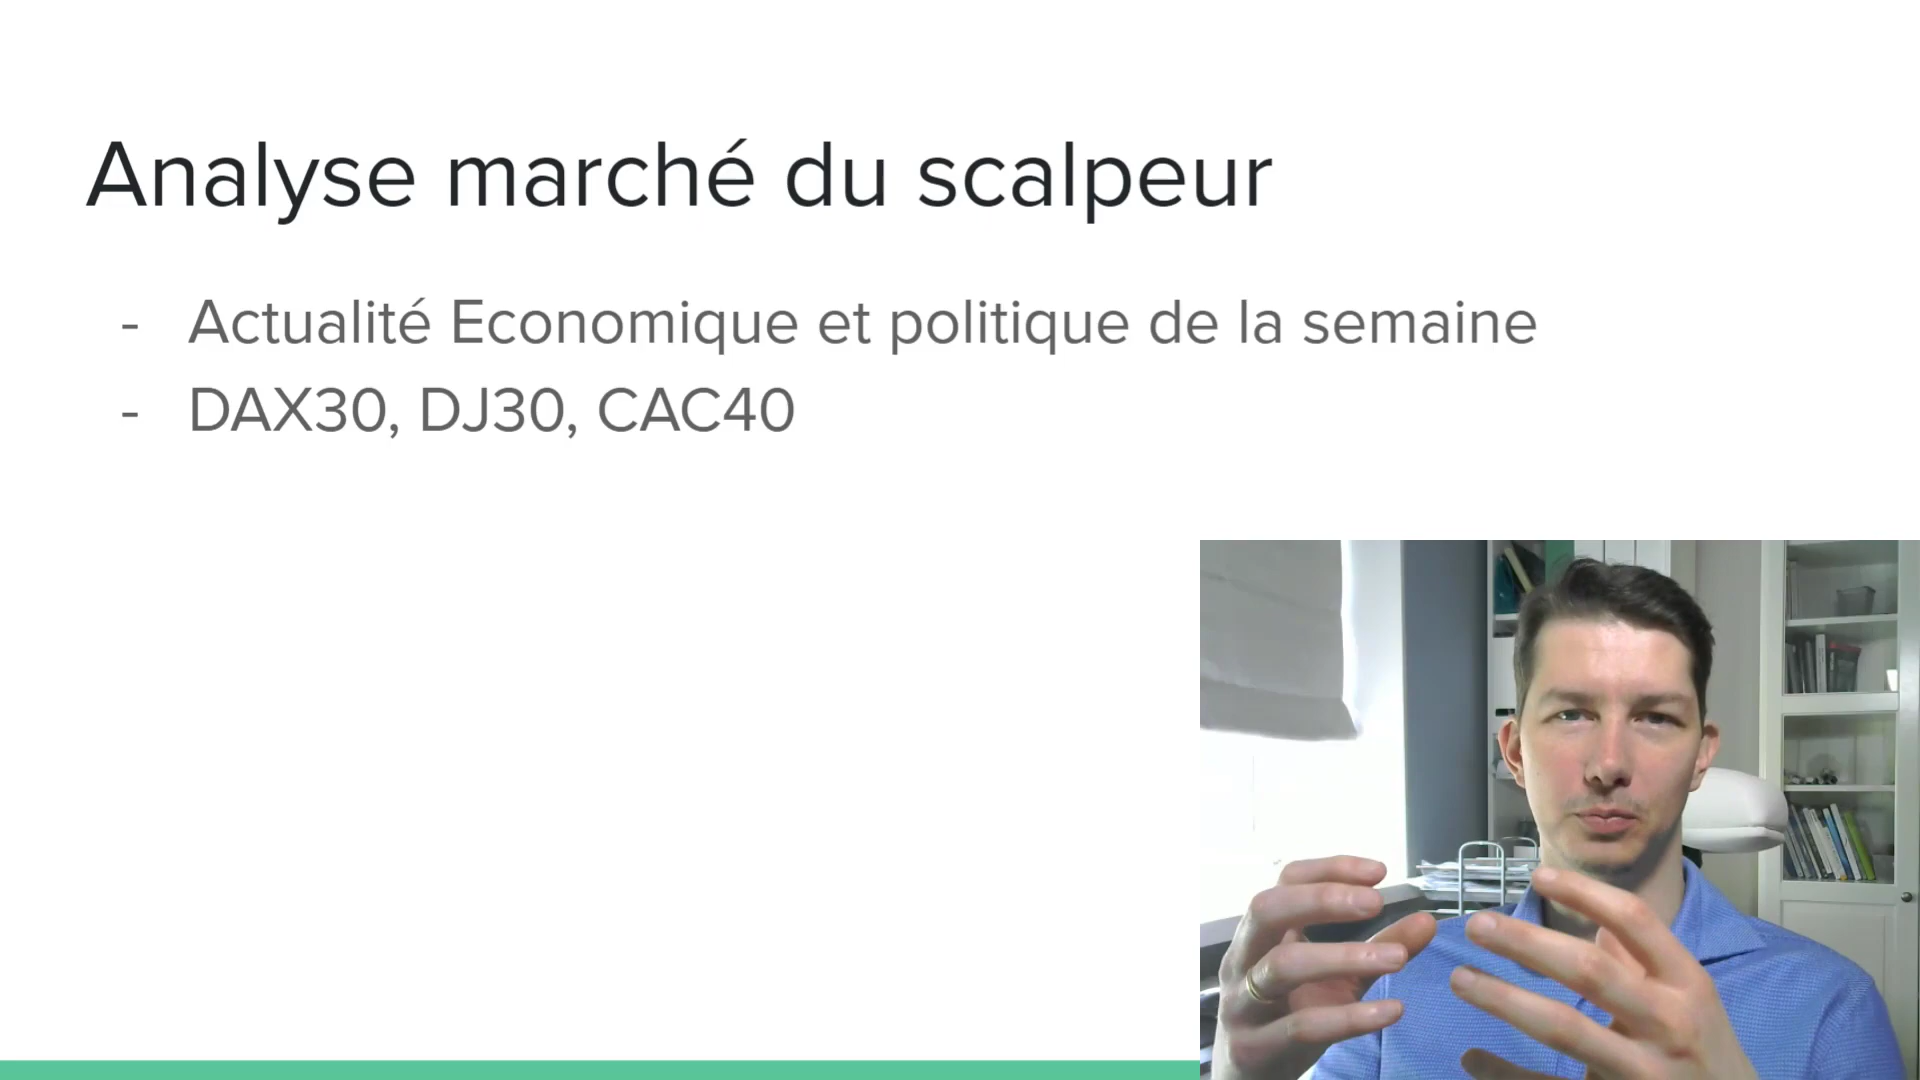 Analyse marché du scalpeur
- Actualité Economique et politique de la semaine
- DAX30, DJ30, CAC40